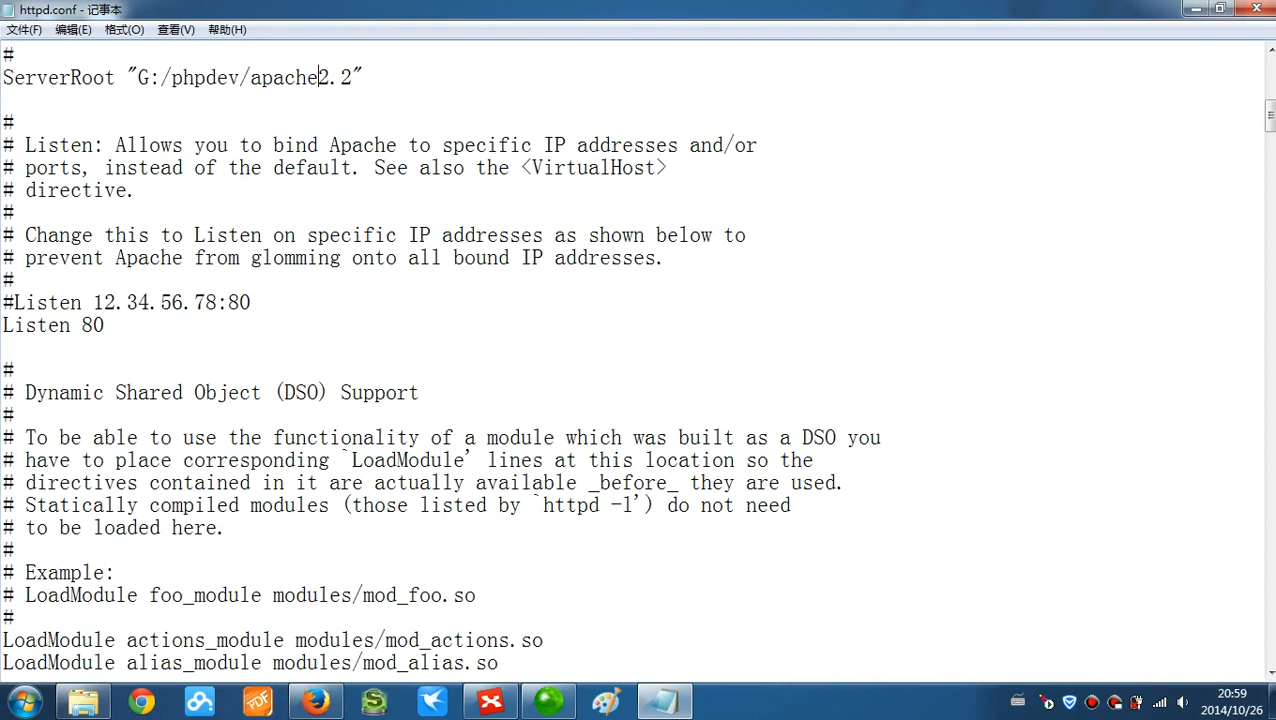 httpd.conf - 记事本
文件(F) 编辑(E) 格式(O) 查看(V) 帮助(H)
#
ServerRoot "G:/phpdev/apache2.2"
#
# Listen: Allows you to bind Apache to specific IP addresses and/or
# ports, instead of the default. See also the <VirtualHost>
# directive.
#
# Change this to Listen on specific IP addresses as shown below to
# prevent Apache from glomming onto all bound IP addresses.
#
#Listen 12.34.56.78:80
Listen 80
#
# Dynamic Shared Object (DSO) Support
#
# To be able to use the functionality of a module which was built as a DSO you
# have to place corresponding `LoadModule' lines at this location so the
# directives contained in it are actually available _before_ they are used.
# Statically compiled modules (those listed by `httpd -l') do not need
# to be loaded here.
#
# Example:
# LoadModule foo_module modules/mod_foo.so
#
LoadModule actions_module modules/mod_actions.so
LoadModule alias_module modules/mod_alias.so
PDF
20:59
2014/10/26